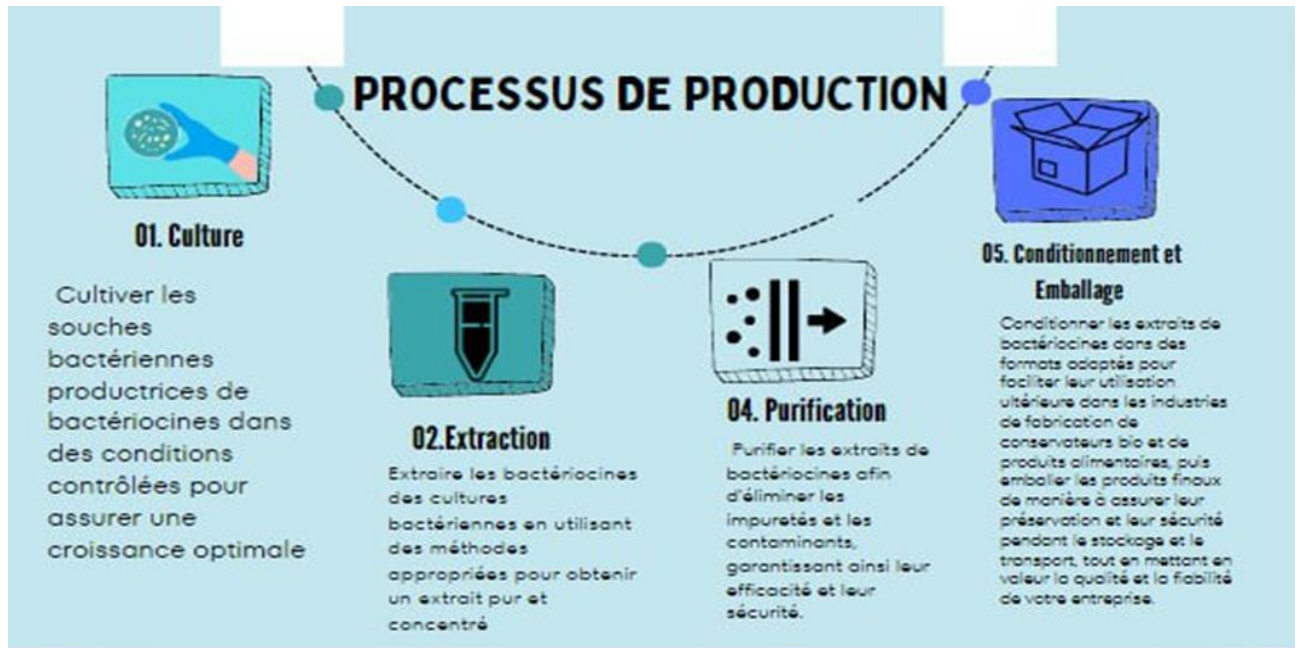 PROCESSUS DE PRODUCTION
01. Culture
Cultiver les
souches
bactériennes
productrices de
bactériocines dans
des conditions
contrôlées pour
assurer une
croissance optimale
02.Extraction
Extraire les bactériocines
des cultures
bactériennes en utilisant
des méthodes
appropriées pour obtenir
un extrait pur et
concentré
04. Purification
Purifier les extraits de
bactériocines afin
d'éliminer les
impuretés et les
contaminants,
garantissant ainsi leur
efficacité et leur
sécurité.
05. Conditionnement et
Emballage
Conditionner les extraits de
bactériocines dans des
formats adaptés pour
faciliter leur utilisation
ultérieure dans les industries
de fabrication de
conservateurs bio et de
produits alimentaires, puis
emballer les produits finaux
de manière à assurer leur
préservation et leur sécurité
pendant le stockage et le
transport, tout en mettant en
valeur la qualité et la fiabilité
de votre entreprise.